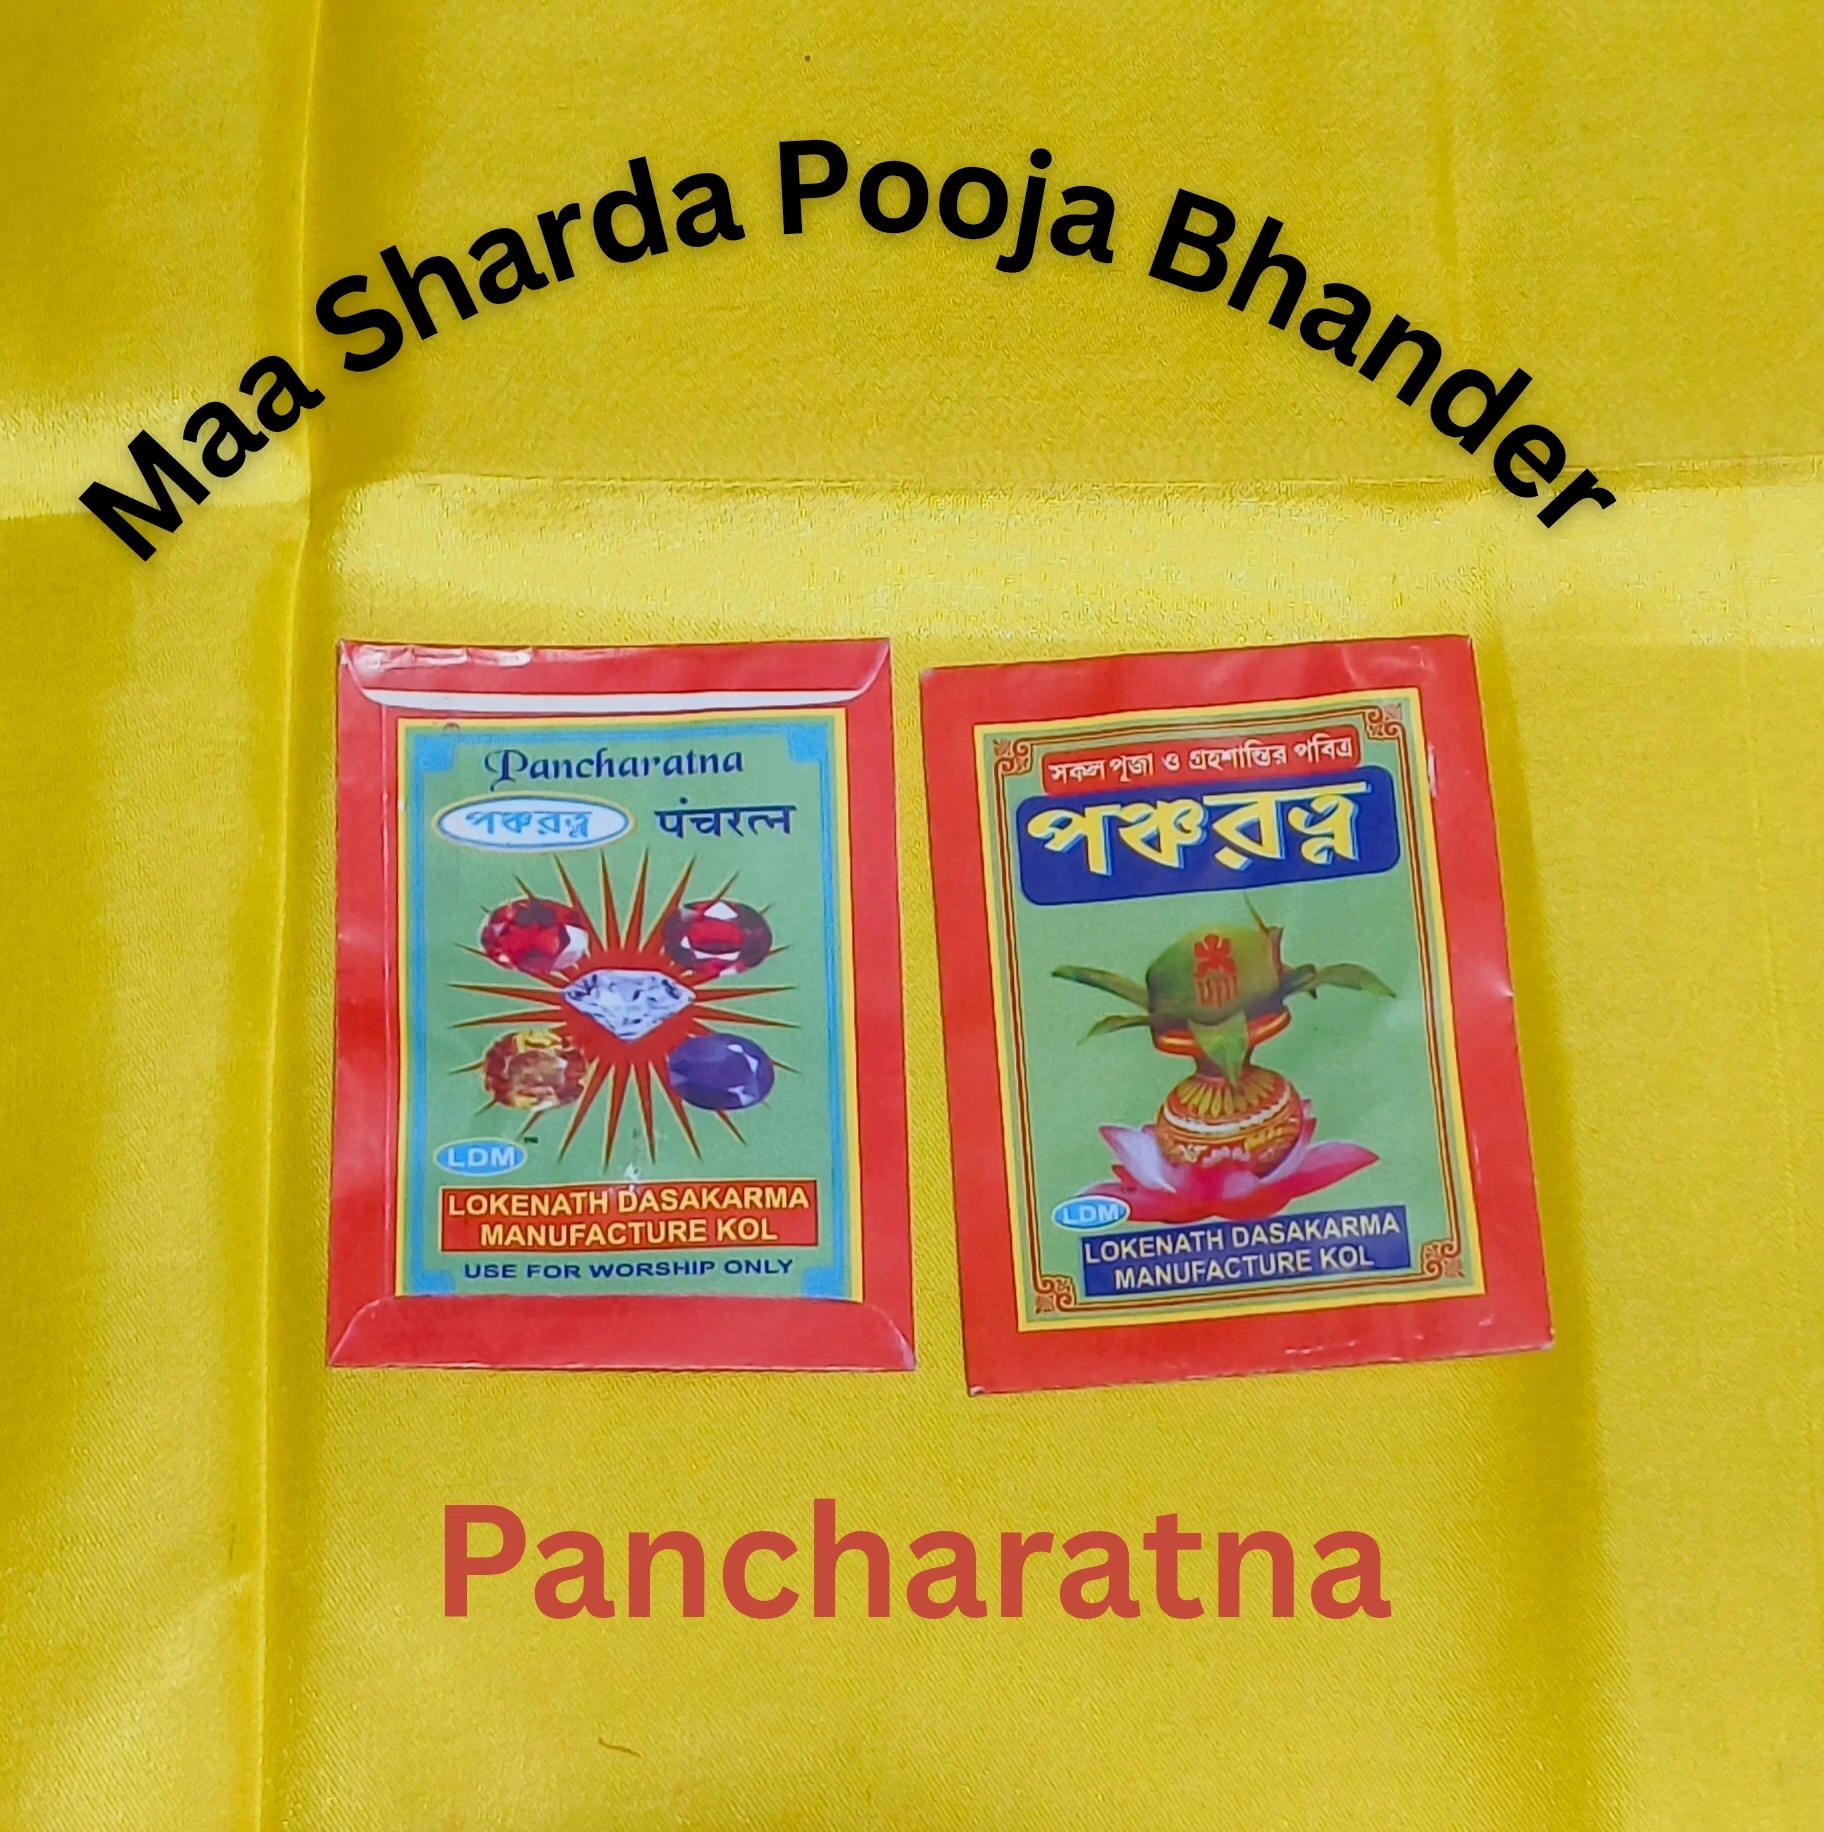 Maa Sharda Pooja Bhander
Pancharatna
পঞ্চরত্ন पंचरत्न
LDM
LOKENATH DASAKARMA
MANUFACTURE KOL
USE FOR WORSHIP ONLY
সকল পূজা ও গ্রহশান্তির পবিত্র
পঞ্চরত্ন
LDM
LOKENATH DASAKARMA
MANUFACTURE KOL
Pancharatna